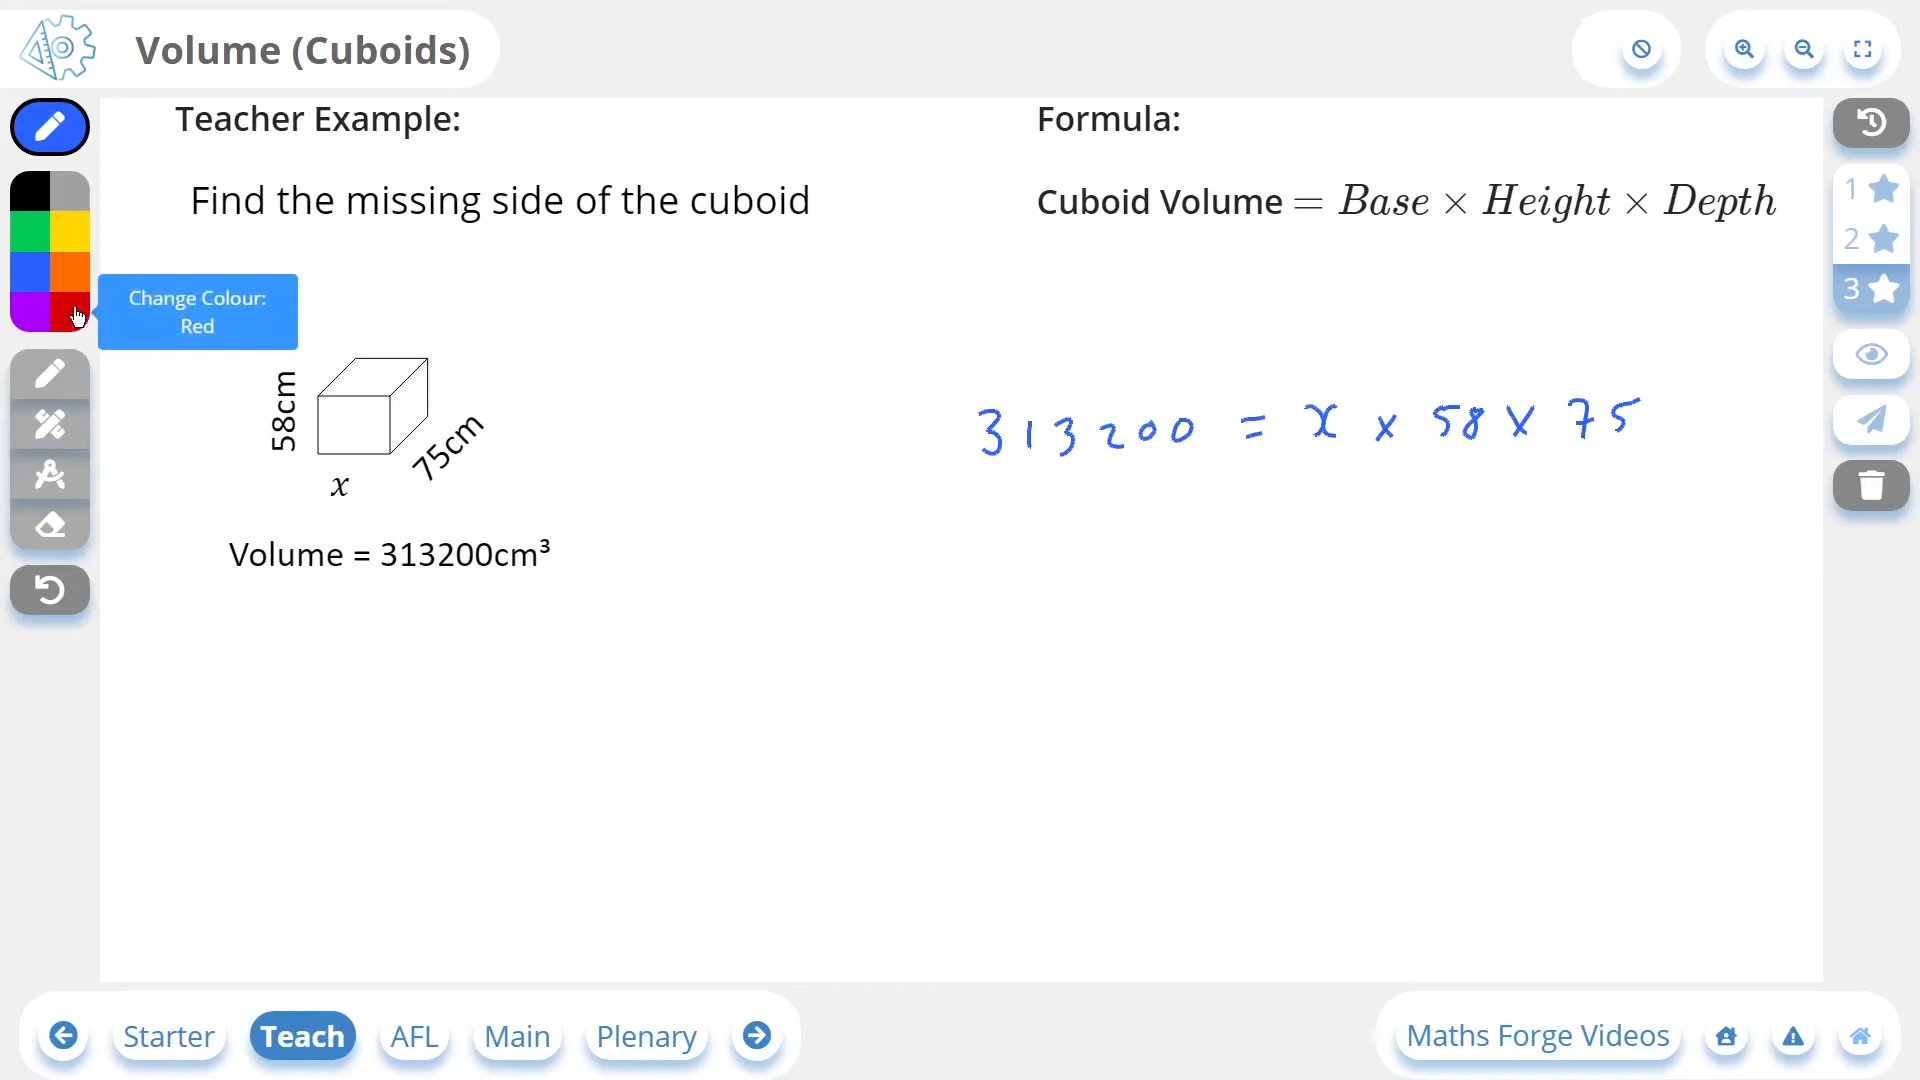 Volume (Cuboids)
Teacher Example:
Formula:
Find the missing side of the cuboid
Cuboid Volume = Base × Height × Depth
1
2
3
Change Colour:
Red
58cm
75cm
x
313200 = x × 58 × 75
Volume = 313200cm³
Starter
Teach
AFL
Main
Plenary
Maths Forge Videos